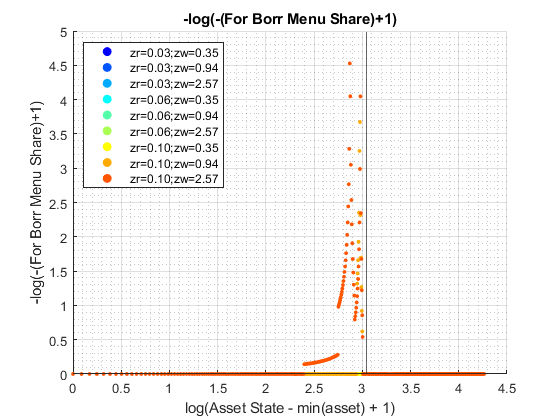 -log(-(For Borr Menu Share)+1)
5
4.5
4
3.5
3
2.5
2
1.5
1
0.5
0
-log(-(For Borr Menu Share)+1)
zr=0.03;zw=0.35
zr=0.03;zw=0.94
zr=0.03;zw=2.57
zr=0.06;zw=0.35
zr=0.06;zw=0.94
zr=0.06;zw=2.57
zr=0.10;zw=0.35
zr=0.10;zw=0.94
zr=0.10;zw=2.57
0 0.5 1 1.5 2 2.5 3 3.5 4 4.5
log(Asset State - min(asset) + 1)